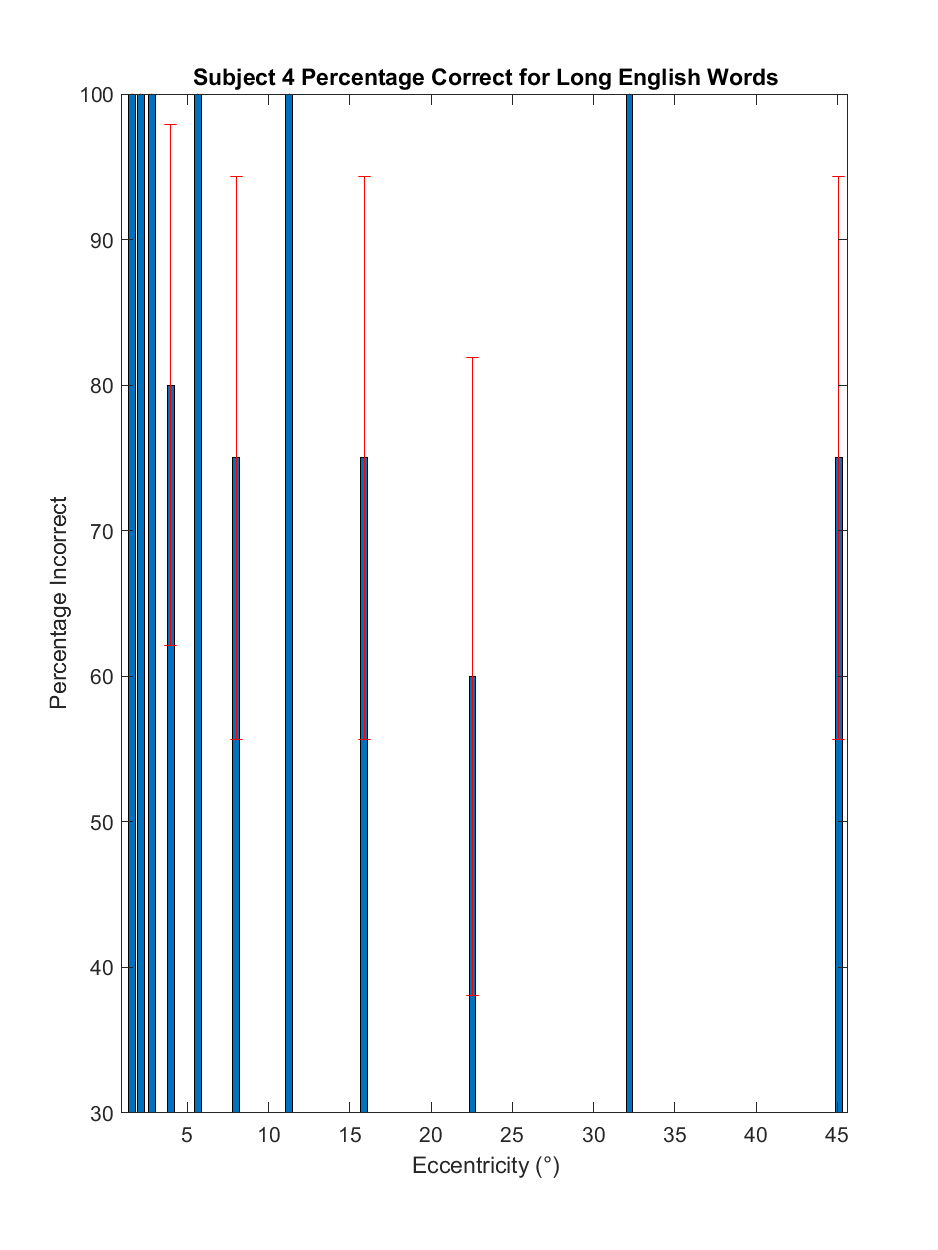 Subject 4 Percentage Correct for Long English Words
100
90
80
70
60
50
40
30
Percentage Incorrect
5 10 15 20 25 30 35 40 45
Eccentricity (°)